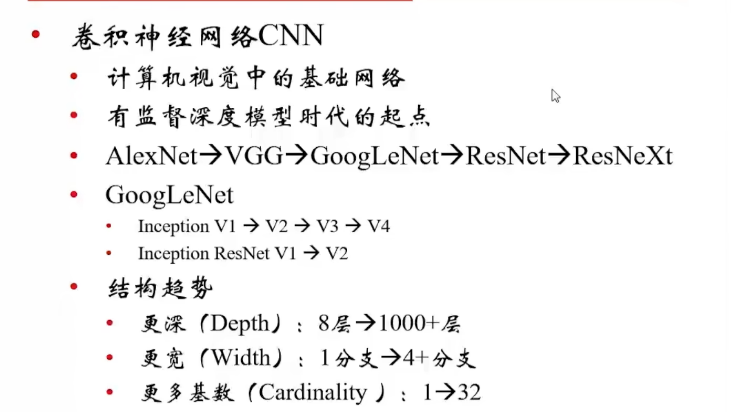 卷积神经网络CNN
计算机视觉中的基础网络
有监督深度模型时代的起点
AlexNet→VGG→GoogLeNet→ResNet→ResNeXt
GoogLeNet
Inception V1 → V2 → V3 → V4
Inception ResNet V1 → V2
结构趋势
更深（Depth）：8层→1000+层
更宽（Width）：1分支→4+分支
更多基数（Cardinality ）：1→32